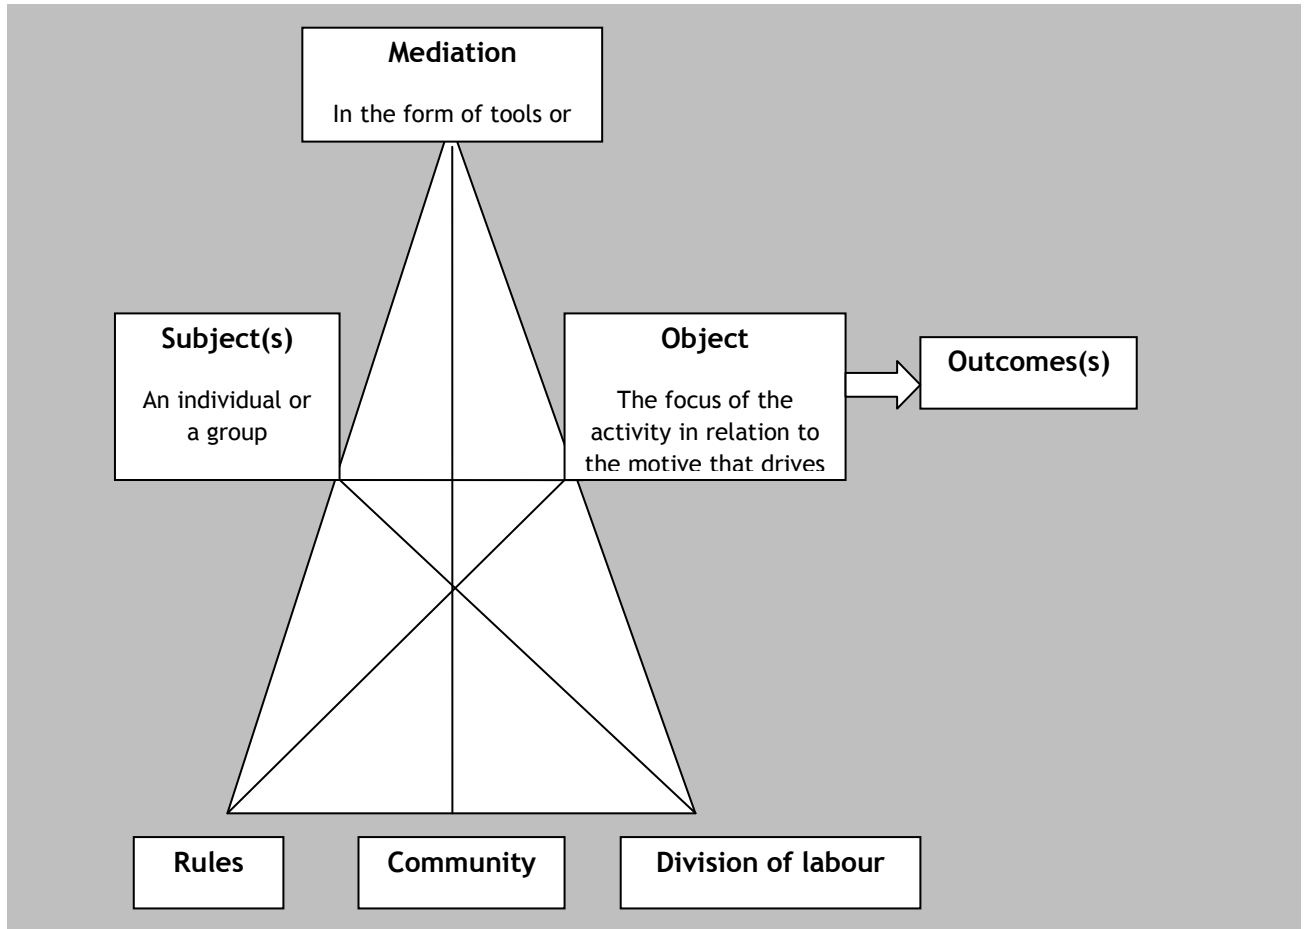 Mediation
In the form of tools or
Subject(s)
An individual or
a group
Object
The focus of the
activity in relation to
the motive that drives
Outcomes(s)
Rules
Community
Division of labour